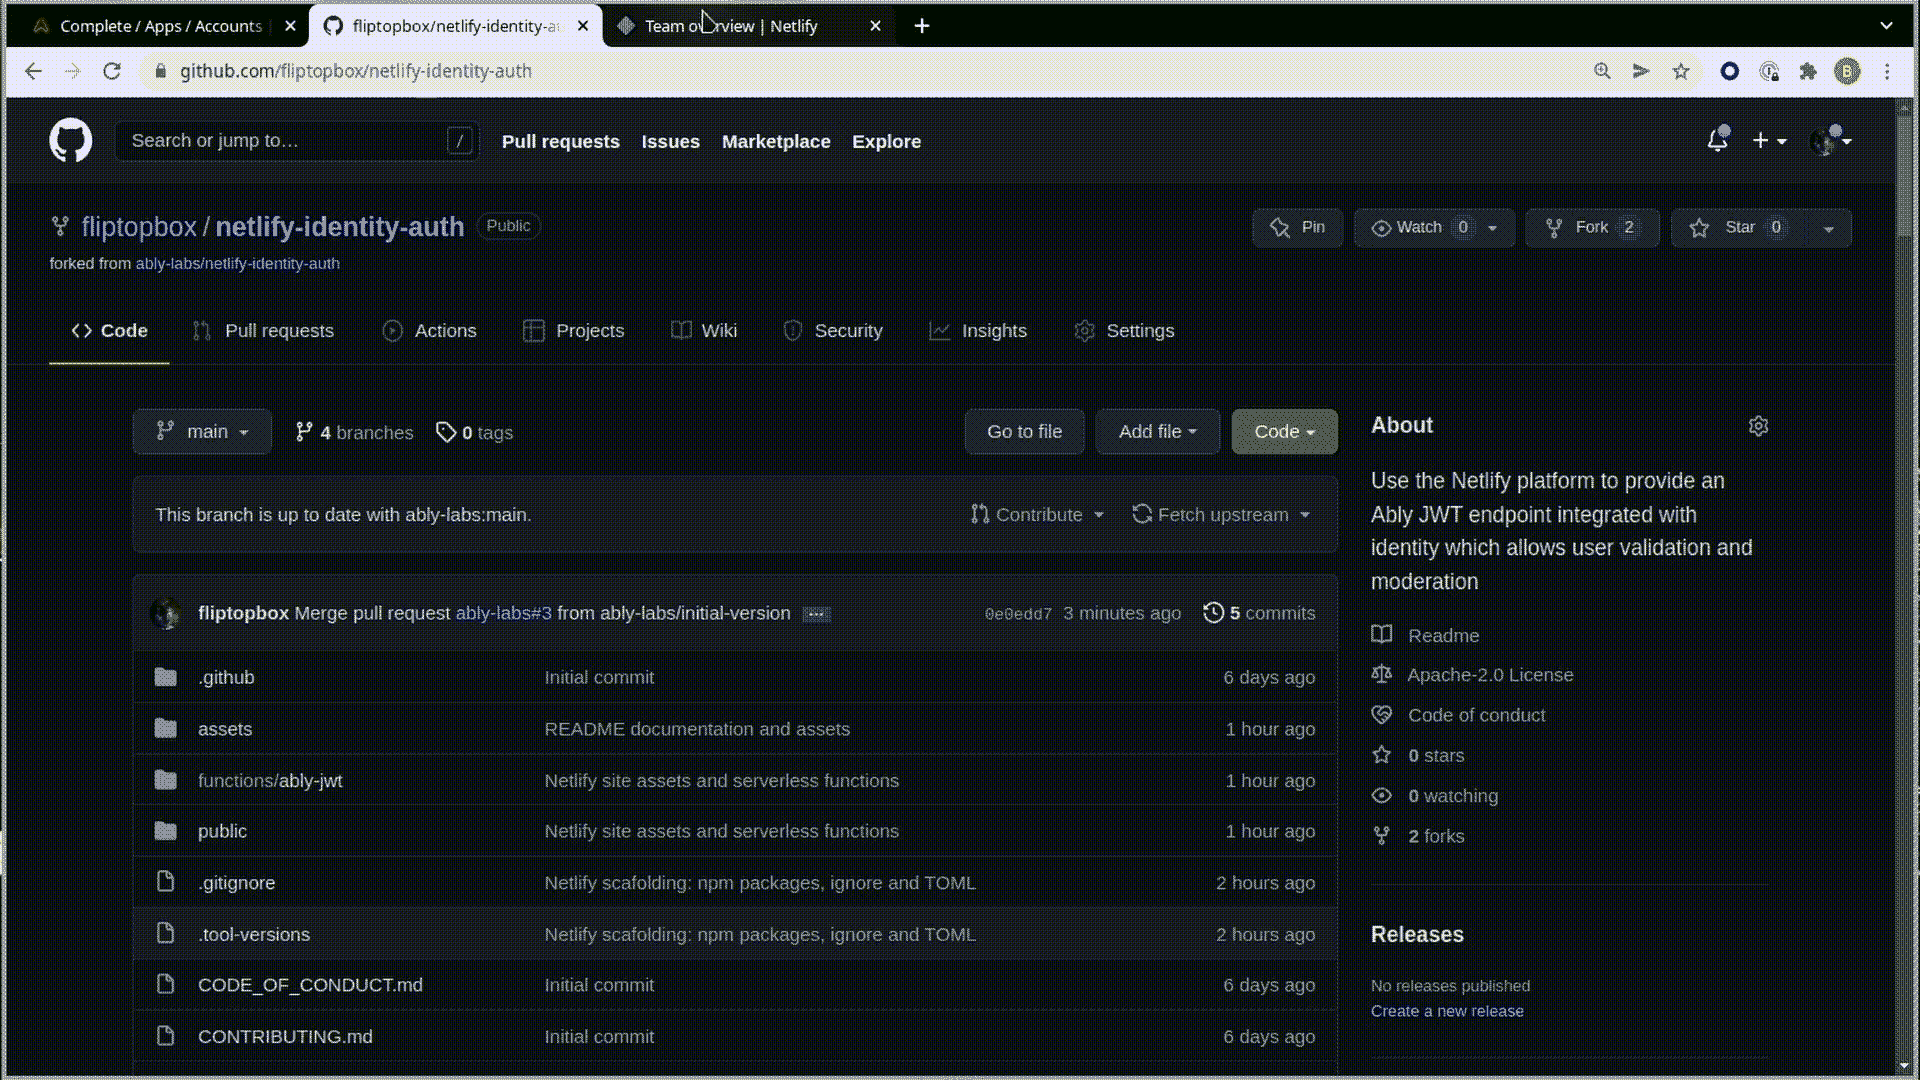 Complete / Apps / Accounts
fliptopbox/netlify-identity-au
Team overview | Netlify
github.com/fliptopbox/netlify-identity-auth
B
Search or jump to… /
Pull requests Issues Marketplace Explore
fliptopbox / netlify-identity-auth Public
Pin Watch 0 Fork 2 Star 0
forked from ably-labs/netlify-identity-auth
Code Pull requests Actions Projects Wiki Security Insights Settings
main 4 branches 0 tags
Go to file Add file Code
This branch is up to date with ably-labs:main.
Contribute Fetch upstream
fliptopbox Merge pull request ably-labs#3 from ably-labs/initial-version ... 0e0edd7 3 minutes ago 5 commits
.github Initial commit 6 days ago
assets README documentation and assets 1 hour ago
functions/ably-jwt Netlify site assets and serverless functions 1 hour ago
public Netlify site assets and serverless functions 1 hour ago
.gitignore Netlify scafolding: npm packages, ignore and TOML 2 hours ago
.tool-versions Netlify scafolding: npm packages, ignore and TOML 2 hours ago
CODE_OF_CONDUCT.md Initial commit 6 days ago
CONTRIBUTING.md Initial commit 6 days ago
About
Use the Netlify platform to provide an
Ably JWT endpoint integrated with
identity which allows user validation and
moderation
Readme
Apache-2.0 License
Code of conduct
0 stars
0 watching
2 forks
Releases
No releases published
Create a new release